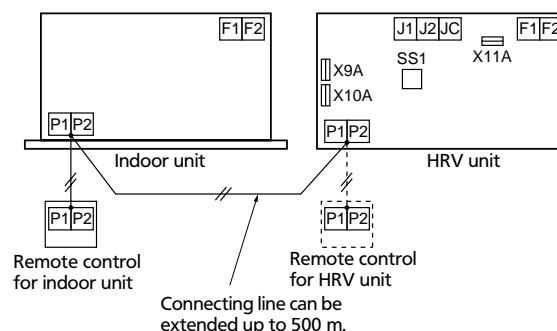 F1 F2
J1 J2 JC
F1 F2
X11A
SS1
X9A
X10A
P1 P2
P1 P2
Indoor unit
HRV unit
P1 P2
P1 P2
Remote control
for indoor unit
Remote control
for HRV unit
Connecting line can be
extended up to 500 m.